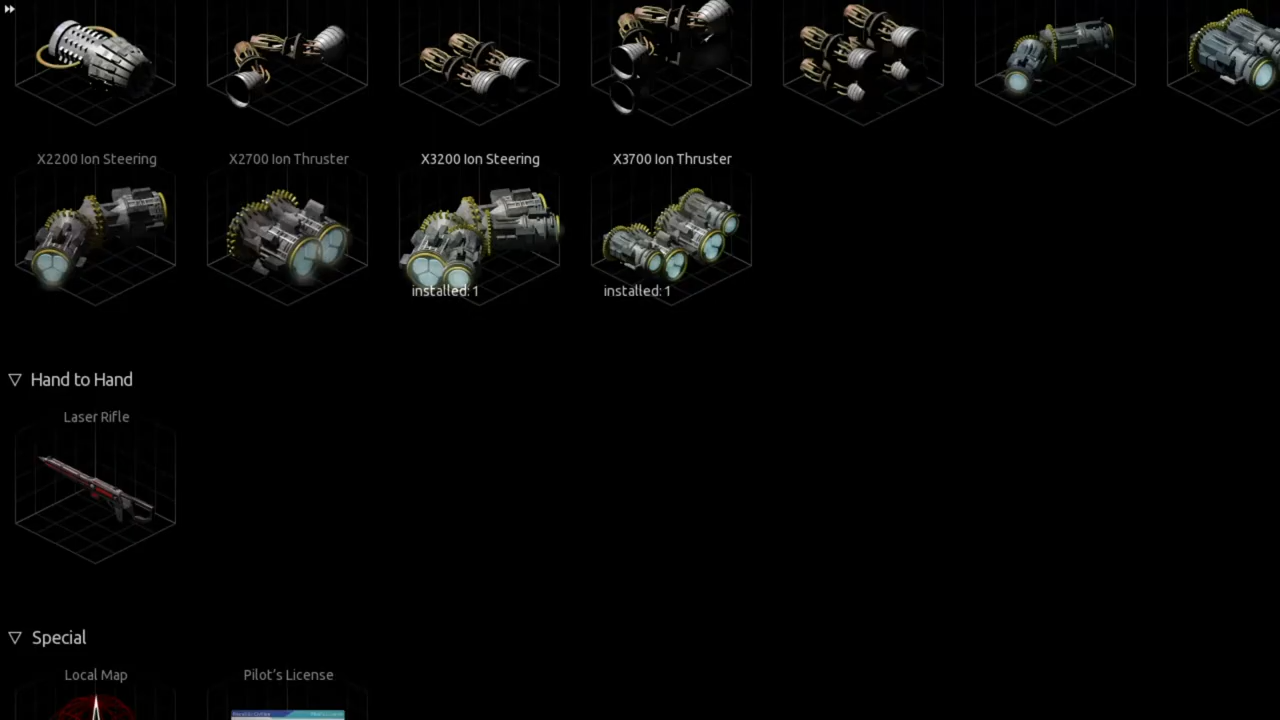 X2200 Ion Steering
X2700 Ion Thruster
X3200 Ion Steering
X3700 Ion Thruster
installed: 1
installed: 1
▽ Hand to Hand
Laser Rifle
▽ Special
Local Map
Pilot’s License